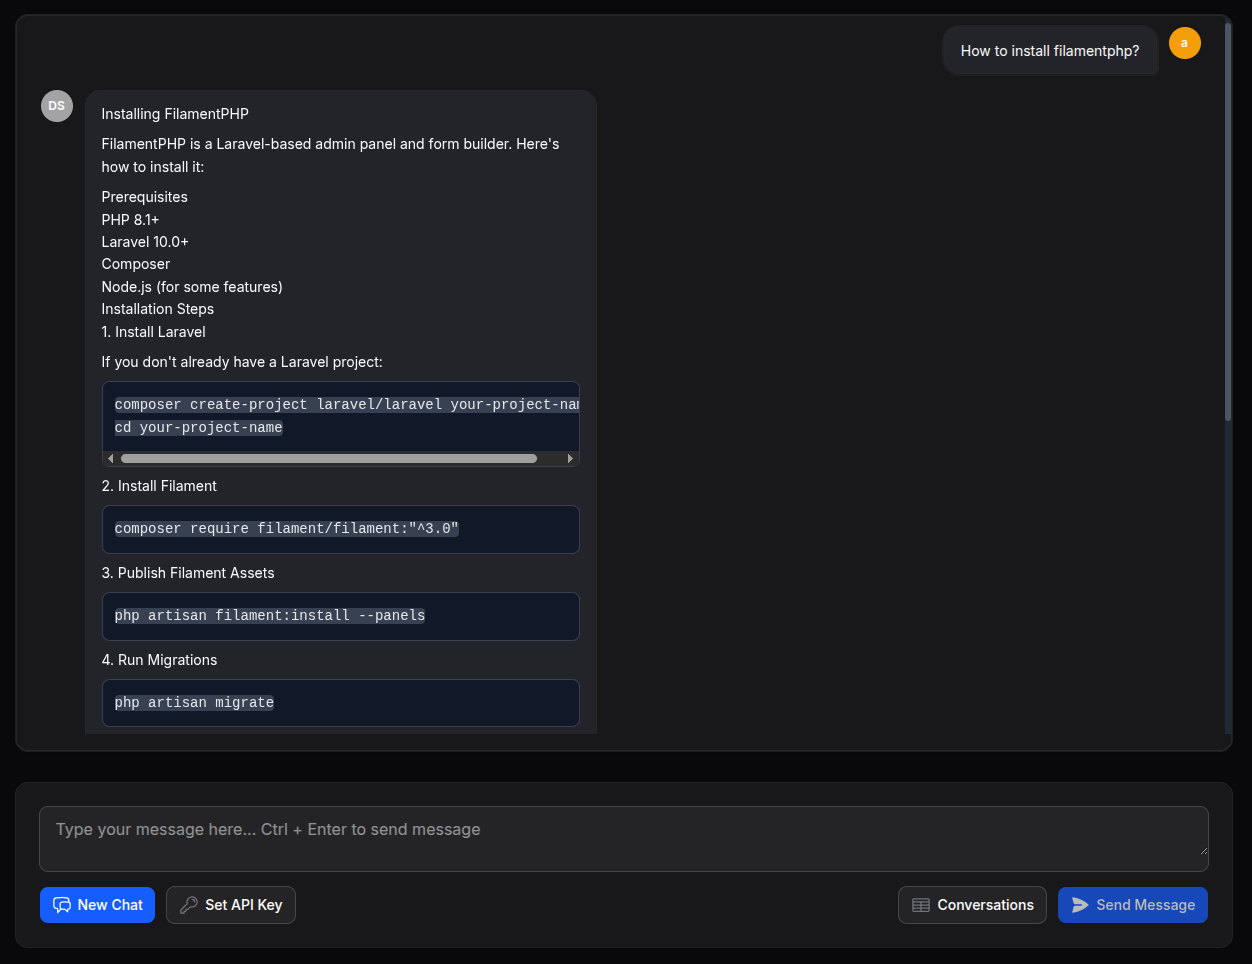 How to install filamentphp?
a
DS
Installing FilamentPHP
FilamentPHP is a Laravel-based admin panel and form builder. Here's
how to install it:
Prerequisites
PHP 8.1+
Laravel 10.0+
Composer
Node.js (for some features)
Installation Steps
1. Install Laravel
If you don't already have a Laravel project:
composer create-project laravel/laravel your-project-nam
cd your-project-name
2. Install Filament
composer require filament/filament:"^3.0"
3. Publish Filament Assets
php artisan filament:install --panels
4. Run Migrations
php artisan migrate
Type your message here... Ctrl + Enter to send message
New Chat
Set API Key
Conversations
Send Message